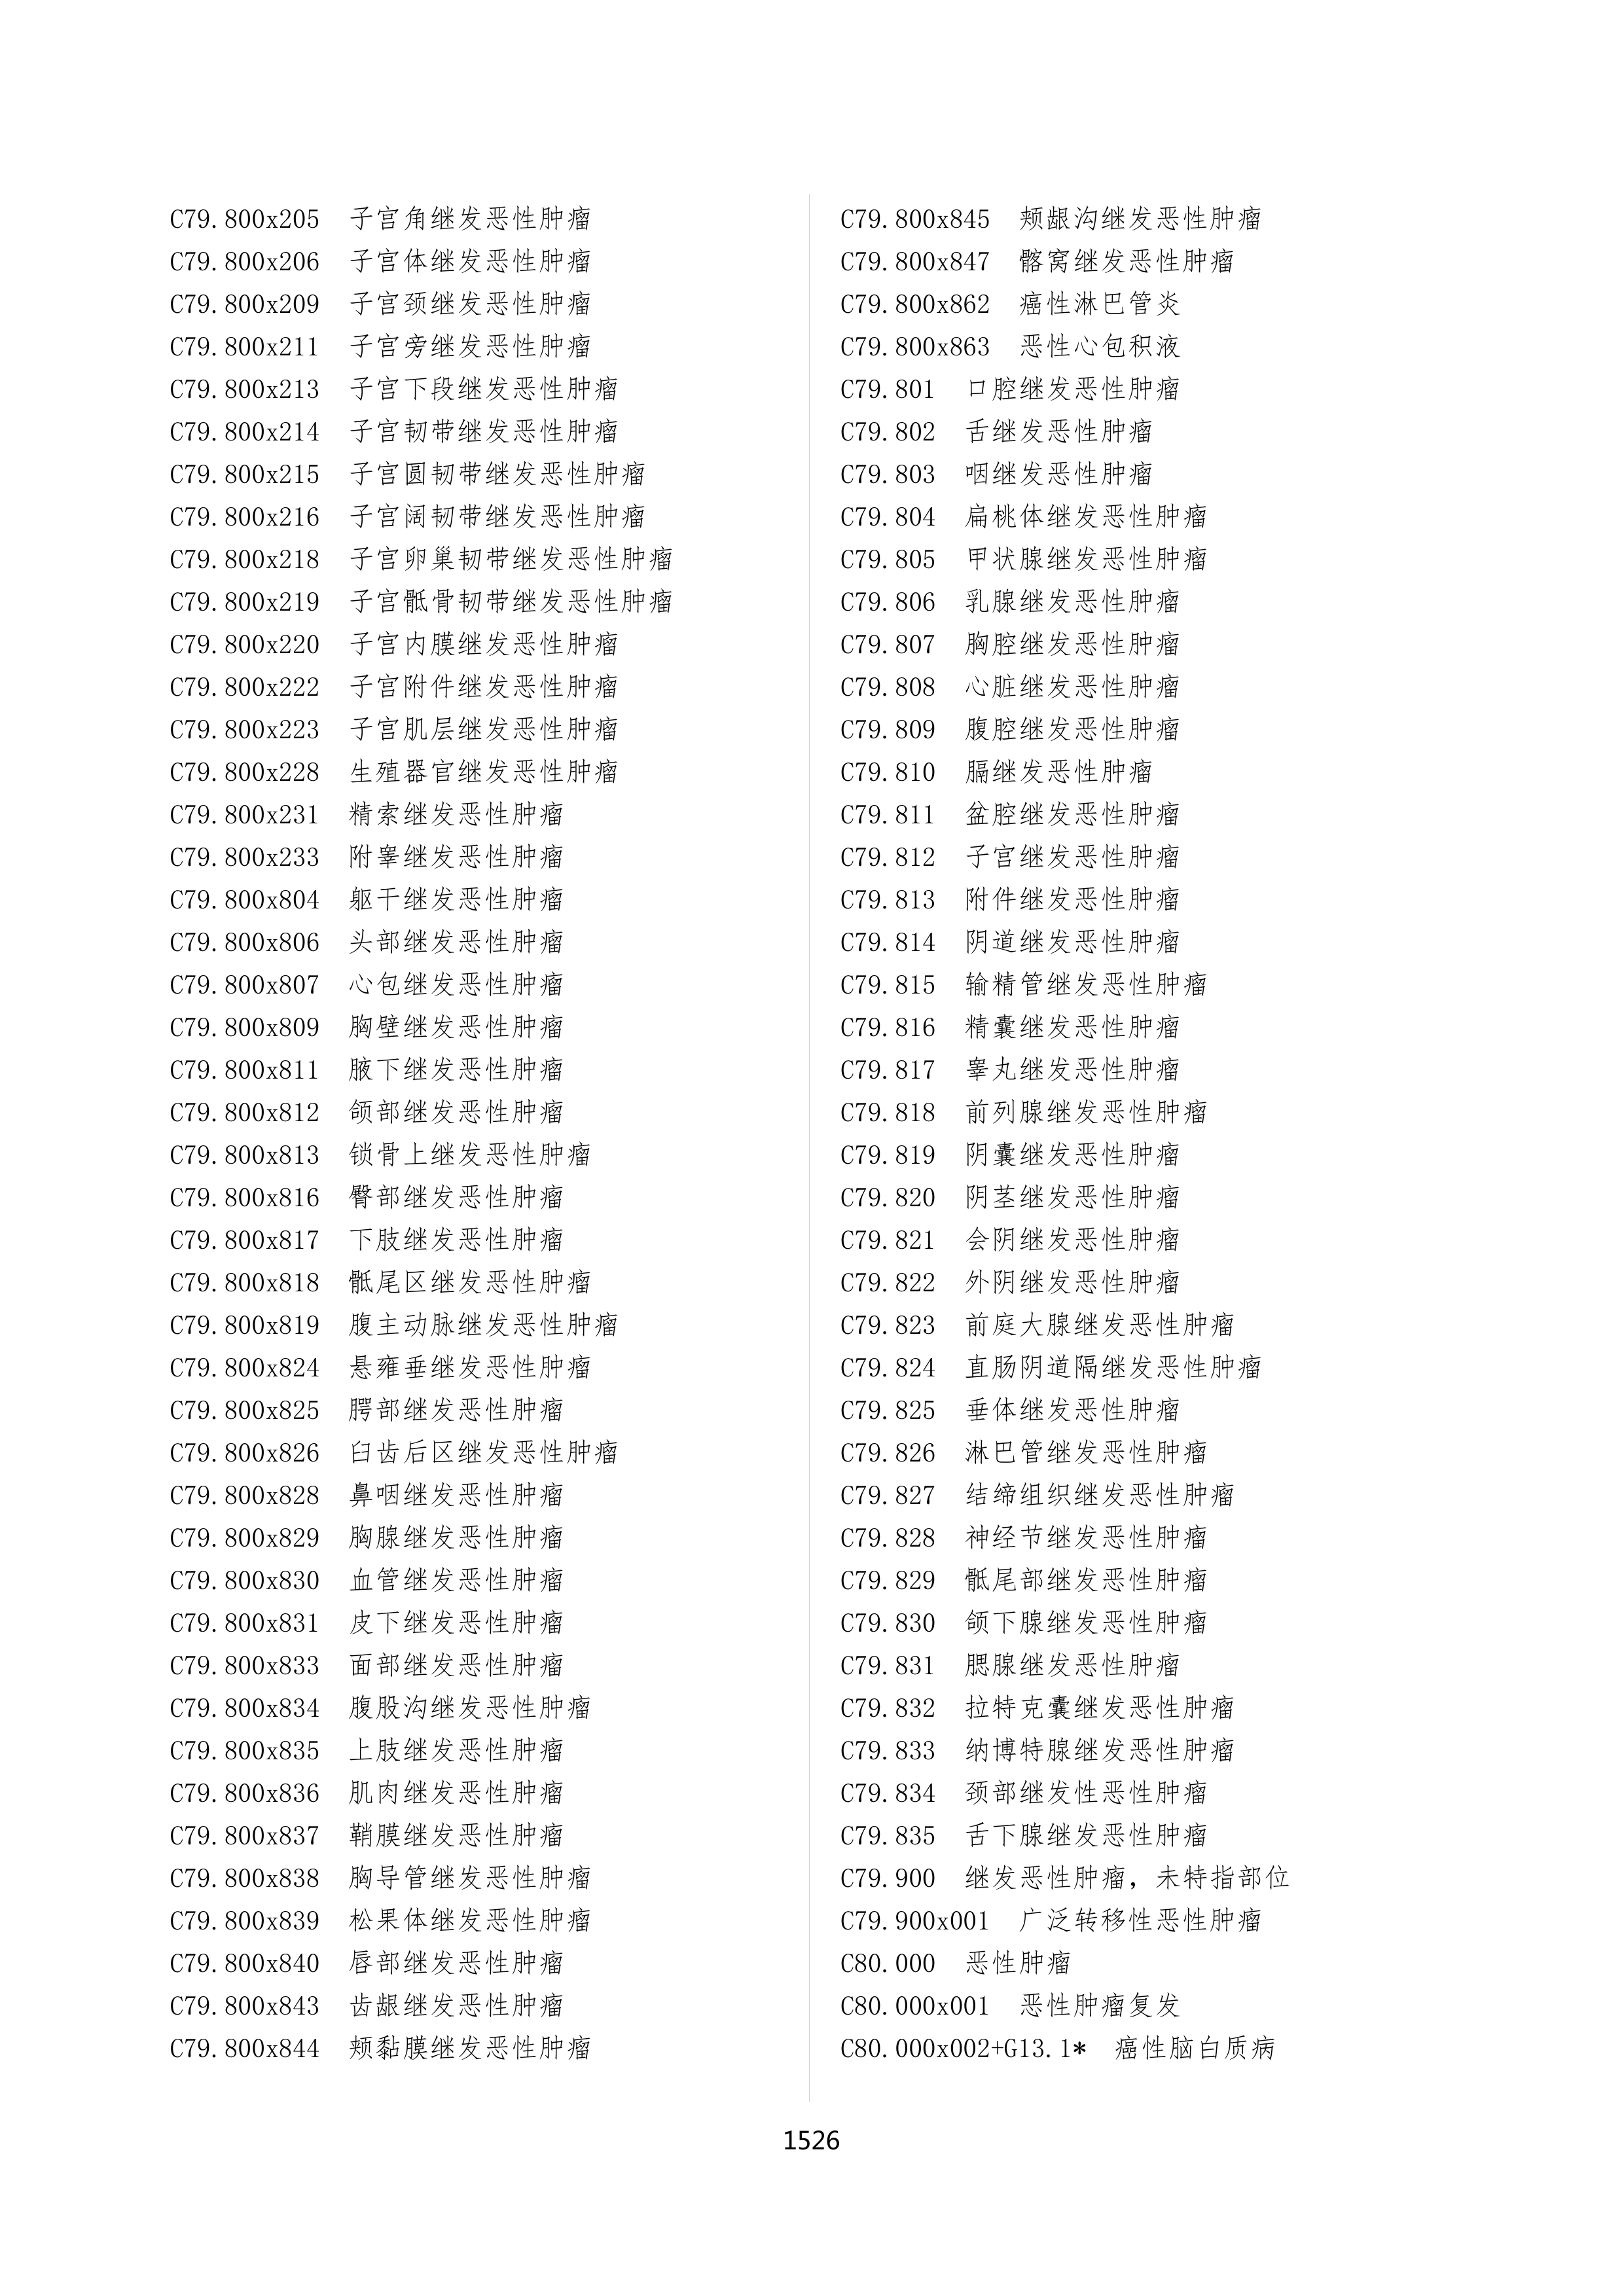 C79.800x205 子宫角继发恶性肿瘤
C79.800x206 子宫体继发恶性肿瘤
C79.800x209 子宫颈继发恶性肿瘤
C79.800x211 子宫旁继发恶性肿瘤
C79.800x213 子宫下段继发恶性肿瘤
C79.800x214 子宫韧带继发恶性肿瘤
C79.800x215 子宫圆韧带继发恶性肿瘤
C79.800x216 子宫阔韧带继发恶性肿瘤
C79.800x218 子宫卵巢韧带继发恶性肿瘤
C79.800x219 子宫骶骨韧带继发恶性肿瘤
C79.800x220 子宫内膜继发恶性肿瘤
C79.800x222 子宫附件继发恶性肿瘤
C79.800x223 子宫肌层继发恶性肿瘤
C79.800x228 生殖器官继发恶性肿瘤
C79.800x231 精索继发恶性肿瘤
C79.800x233 附睾继发恶性肿瘤
C79.800x804 躯干继发恶性肿瘤
C79.800x806 头部继发恶性肿瘤
C79.800x807 心包继发恶性肿瘤
C79.800x809 胸壁继发恶性肿瘤
C79.800x811 腋下继发恶性肿瘤
C79.800x812 颌部继发恶性肿瘤
C79.800x813 锁骨上继发恶性肿瘤
C79.800x816 臀部继发恶性肿瘤
C79.800x817 下肢继发恶性肿瘤
C79.800x818 骶尾区继发恶性肿瘤
C79.800x819 腹主动脉继发恶性肿瘤
C79.800x824 悬雍垂继发恶性肿瘤
C79.800x825 腭部继发恶性肿瘤
C79.800x826 臼齿后区继发恶性肿瘤
C79.800x828 鼻咽继发恶性肿瘤
C79.800x829 胸腺继发恶性肿瘤
C79.800x830 血管继发恶性肿瘤
C79.800x831 皮下继发恶性肿瘤
C79.800x833 面部继发恶性肿瘤
C79.800x834 腹股沟继发恶性肿瘤
C79.800x835 上肢继发恶性肿瘤
C79.800x836 肌肉继发恶性肿瘤
C79.800x837 鞘膜继发恶性肿瘤
C79.800x838 胸导管继发恶性肿瘤
C79.800x839 松果体继发恶性肿瘤
C79.800x840 唇部继发恶性肿瘤
C79.800x843 齿龈继发恶性肿瘤
C79.800x844 颊黏膜继发恶性肿瘤
C79.800x845 颊龈沟继发恶性肿瘤
C79.800x847 髂窝继发恶性肿瘤
C79.800x862 癌性淋巴管炎
C79.800x863 恶性心包积液
C79.801 口腔继发恶性肿瘤
C79.802 舌继发恶性肿瘤
C79.803 咽继发恶性肿瘤
C79.804 扁桃体继发恶性肿瘤
C79.805 甲状腺继发恶性肿瘤
C79.806 乳腺继发恶性肿瘤
C79.807 胸腔继发恶性肿瘤
C79.808 心脏继发恶性肿瘤
C79.809 腹腔继发恶性肿瘤
C79.810 膈继发恶性肿瘤
C79.811 盆腔继发恶性肿瘤
C79.812 子宫继发恶性肿瘤
C79.813 附件继发恶性肿瘤
C79.814 阴道继发恶性肿瘤
C79.815 输精管继发恶性肿瘤
C79.816 精囊继发恶性肿瘤
C79.817 睾丸继发恶性肿瘤
C79.818 前列腺继发恶性肿瘤
C79.819 阴囊继发恶性肿瘤
C79.820 阴茎继发恶性肿瘤
C79.821 会阴继发恶性肿瘤
C79.822 外阴继发恶性肿瘤
C79.823 前庭大腺继发恶性肿瘤
C79.824 直肠阴道隔继发恶性肿瘤
C79.825 垂体继发恶性肿瘤
C79.826 淋巴管继发恶性肿瘤
C79.827 结缔组织继发恶性肿瘤
C79.828 神经节继发恶性肿瘤
C79.829 骶尾部继发恶性肿瘤
C79.830 颌下腺继发恶性肿瘤
C79.831 腮腺继发恶性肿瘤
C79.832 拉特克囊继发恶性肿瘤
C79.833 纳博特腺继发恶性肿瘤
C79.834 颈部继发性恶性肿瘤
C79.835 舌下腺继发恶性肿瘤
C79.900 继发恶性肿瘤，未特指部位
C79.900x001 广泛转移性恶性肿瘤
C80.000 恶性肿瘤
C80.000x001 恶性肿瘤复发
C80.000x002+G13.1* 癌性脑白质病
1526